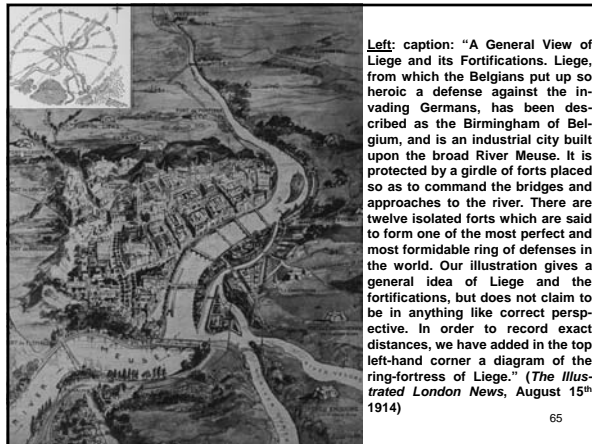 Left: caption: “A General View of
Liege and its Fortifications. Liege,
from which the Belgians put up so
heroic a defense against the in-
vading Germans, has been des-
cribed as the Birmingham of Bel-
gium, and is an industrial city built
upon the broad River Meuse. It is
protected by a girdle of forts placed
so as to command the bridges and
approaches to the river. There are
twelve isolated forts which are said
to form one of the most perfect and
most formidable ring of defenses in
the world. Our illustration gives a
general idea of Liege and the
fortifications, but does not claim to
be in anything like correct persp-
ective. In order to record exact
distances, we have added in the top
left-hand corner a diagram of the
ring-fortress of Liege.” (The Illus-
trated London News, August 15th
1914)
65